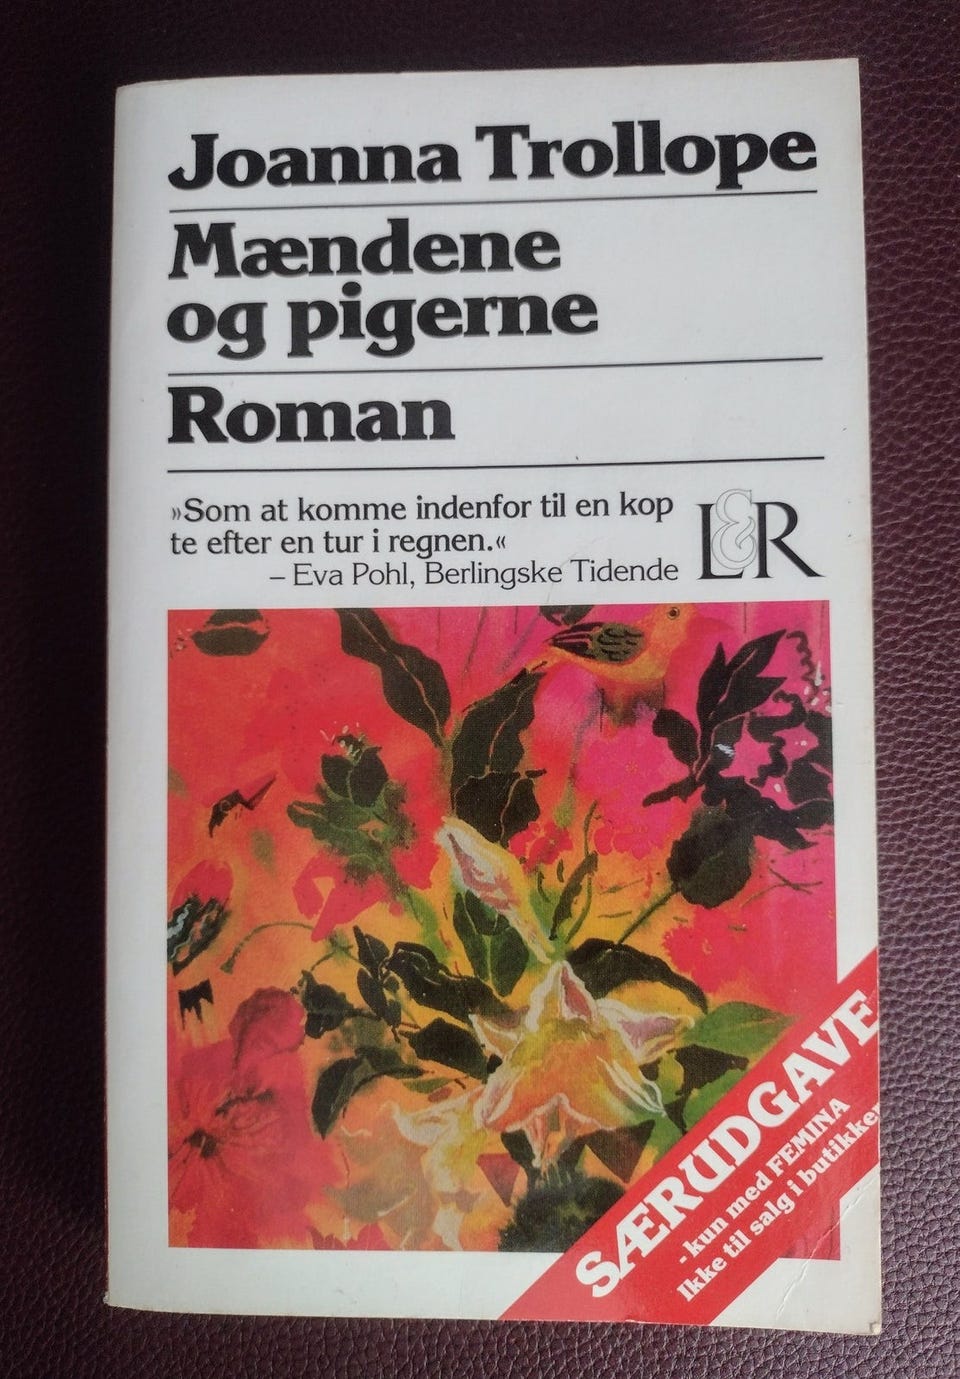 Joanna Trollope
Mændene
og pigerne
Roman
»Som at komme indenfor til en kop
te efter en tur i regnen.«
– Eva Pohl, Berlingske Tidende
L&R
SÆRUDGAVE
- kun med FEMINA
Ikke til salg i butikker